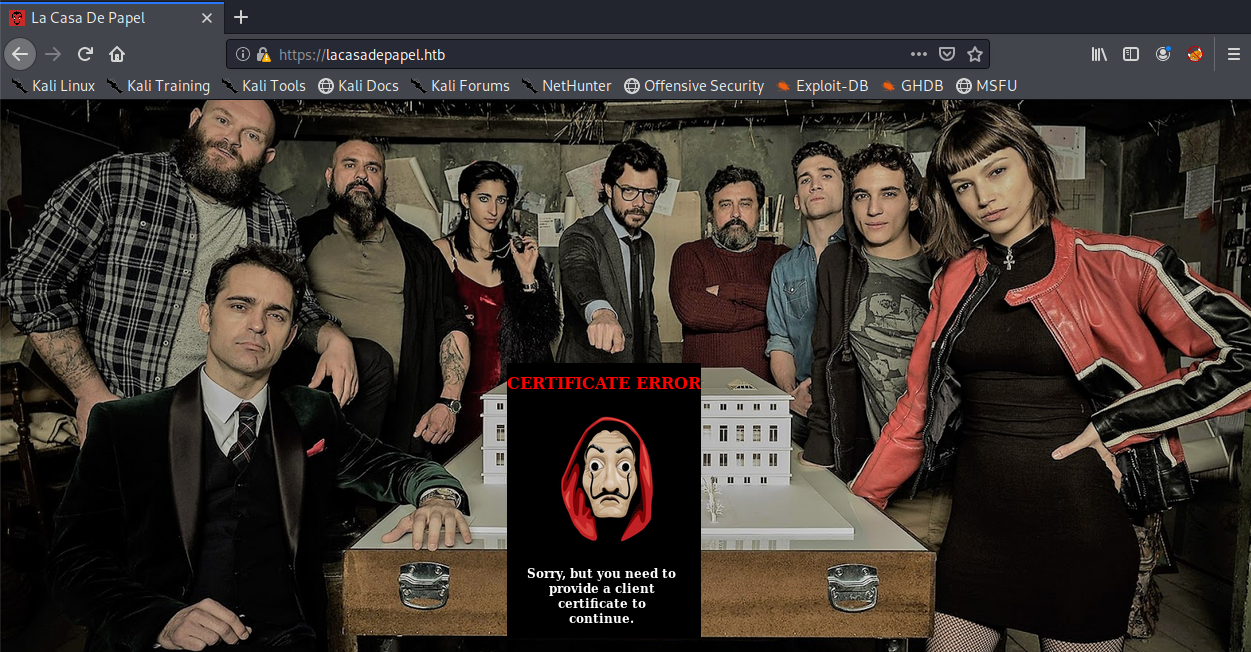 La Casa De Papel
https://lacasadepapel.htb
Kali Linux
Kali Training
Kali Tools
Kali Docs
Kali Forums
NetHunter
Offensive Security
Exploit-DB
GHDB
MSFU
CERTIFICATE ERROR
Sorry, but you need to
provide a client
certificate to
continue.